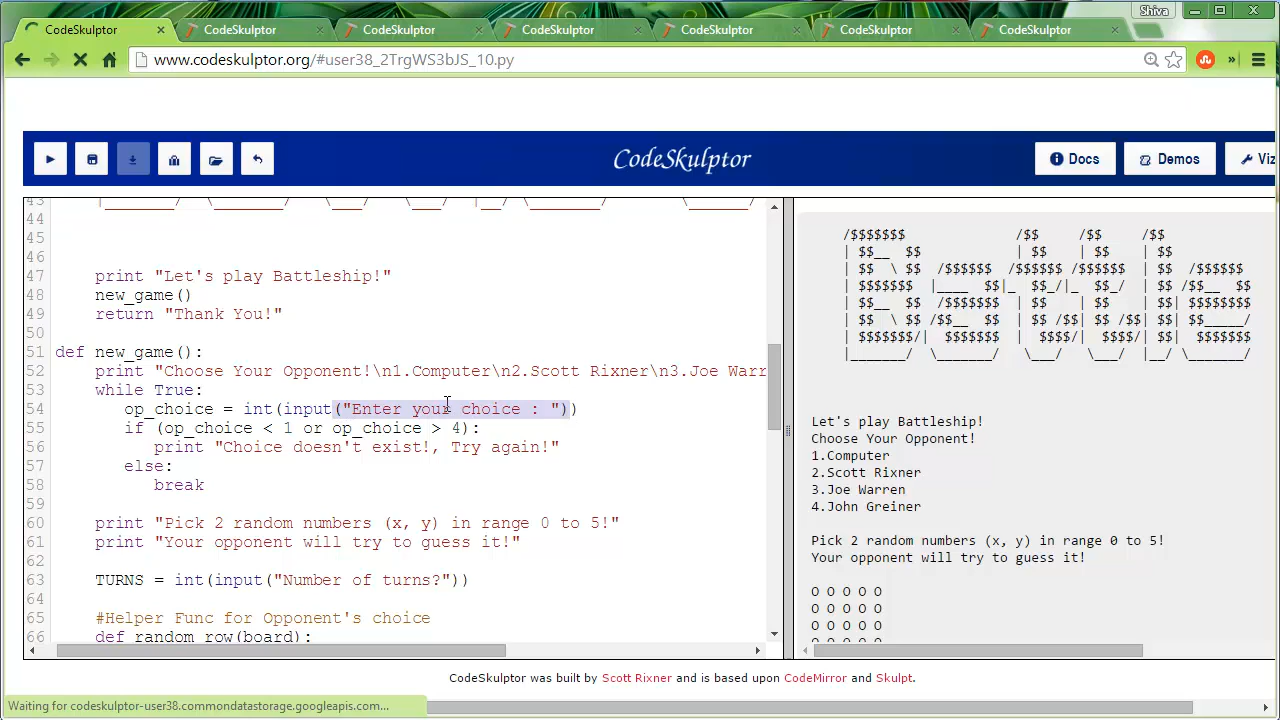 Shiva
CodeSkulptor CodeSkulptor CodeSkulptor CodeSkulptor CodeSkulptor CodeSkulptor CodeSkulptor
www.codeskulptor.org/#user38_2TrgWS3bJS_10.py
CodeSkulptor
Docs
Demos
Viz
43
44
45
46
47 print "Let's play Battleship!"
48 new_game()
49 return "Thank You!"
50
51 def new_game():
52 print "Choose Your Opponent!\n1.Computer\n2.Scott Rixner\n3.Joe Warr
53 while True:
54 op_choice = int(input("Enter your choice : "))
55 if (op_choice < 1 or op_choice > 4):
56 print "Choice doesn't exist!, Try again!"
57 else:
58 break
59
60 print "Pick 2 random numbers (x, y) in range 0 to 5!"
61 print "Your opponent will try to guess it!"
62
63 TURNS = int(input("Number of turns?"))
64
65 #Helper Func for Opponent's choice
66 def random_row(board):
Let's play Battleship!
Choose Your Opponent!
1.Computer
2.Scott Rixner
3.Joe Warren
4.John Greiner
Pick 2 random numbers (x, y) in range 0 to 5!
Your opponent will try to guess it!
O O O O O
O O O O O
O O O O O
CodeSkulptor was built by Scott Rixner and is based upon CodeMirror and Skulpt.
Waiting for codeskulptor-user38.commondatastorage.googleapis.com...